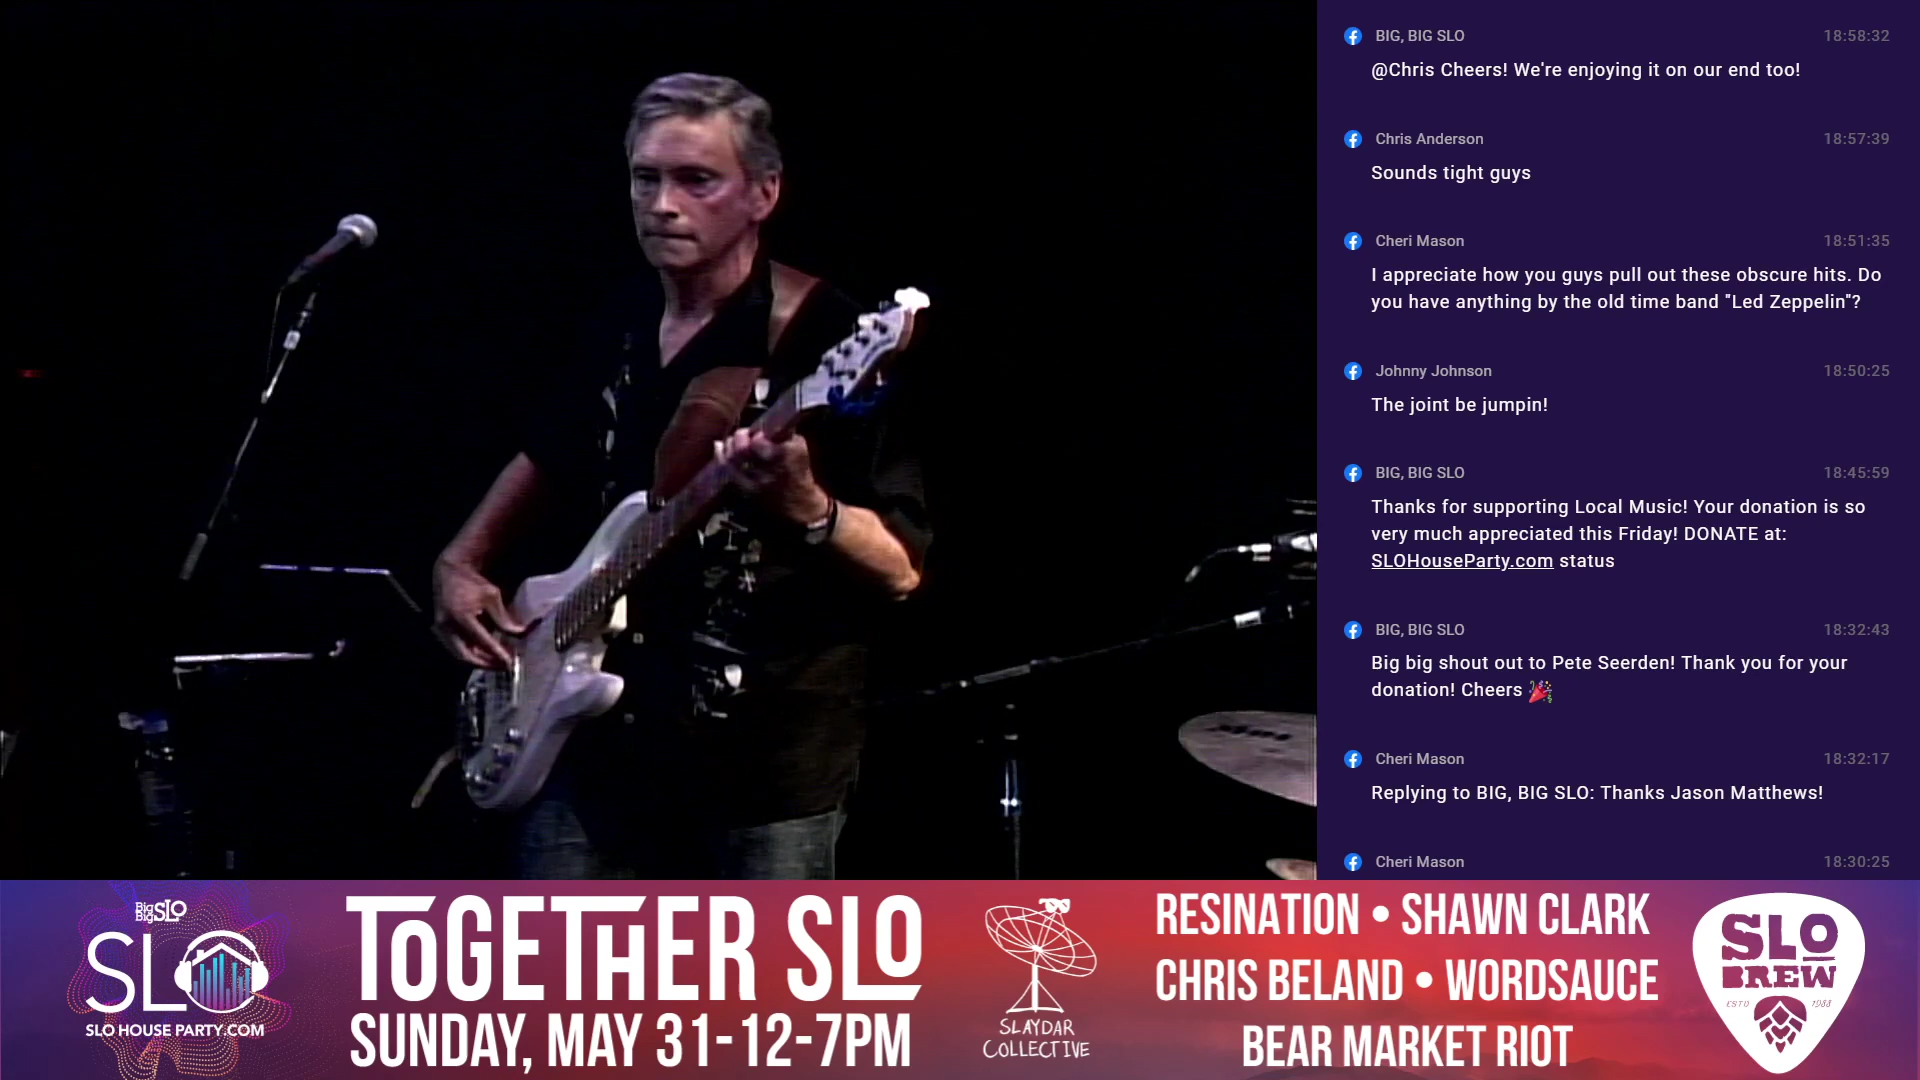 BIG, BIG SLO 18:58:32
@Chris Cheers! We're enjoying it on our end too!
Chris Anderson 18:57:39
Sounds tight guys
Cheri Mason 18:51:35
I appreciate how you guys pull out these obscure hits. Do
you have anything by the old time band "Led Zeppelin"?
Johnny Johnson 18:50:25
The joint be jumpin!
BIG, BIG SLO 18:45:59
Thanks for supporting Local Music! Your donation is so
very much appreciated this Friday! DONATE at:
SLOHouseParty.com status
BIG, BIG SLO 18:32:43
Big big shout out to Pete Seerden! Thank you for your
donation! Cheers 🎉
Cheri Mason 18:32:17
Replying to BIG, BIG SLO: Thanks Jason Matthews!
Cheri Mason 18:30:25
Big Big SLO
SLO
SLO HOUSE PARTY.COM
TOGETHER SLO
SUNDAY, MAY 31-12-7PM
SLAYDAR
COLLECTIVE
RESINATION • SHAWN CLARK
CHRIS BELAND • WORDSAUCE
BEAR MARKET RIOT
SLO
BREW
ESTD 1988